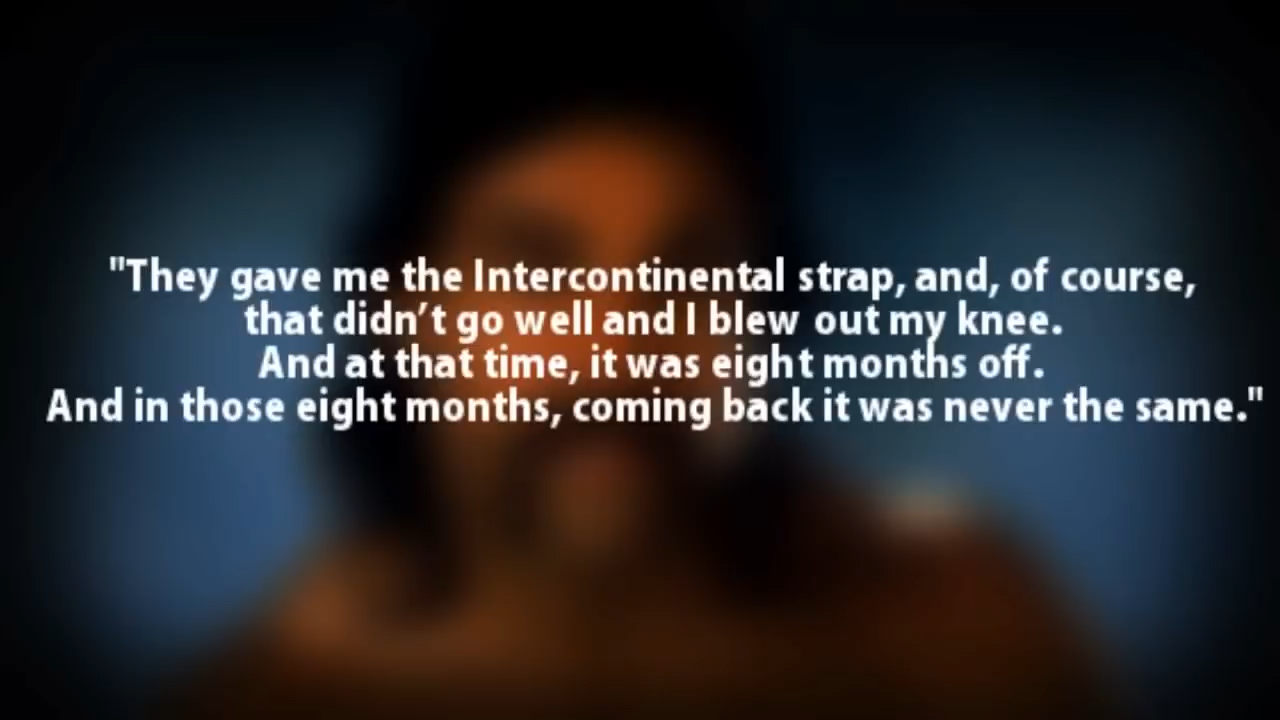 "They gave me the Intercontinental strap, and, of course,
that didn’t go well and I blew out my knee.
And at that time, it was eight months off.
And in those eight months, coming back it was never the same."